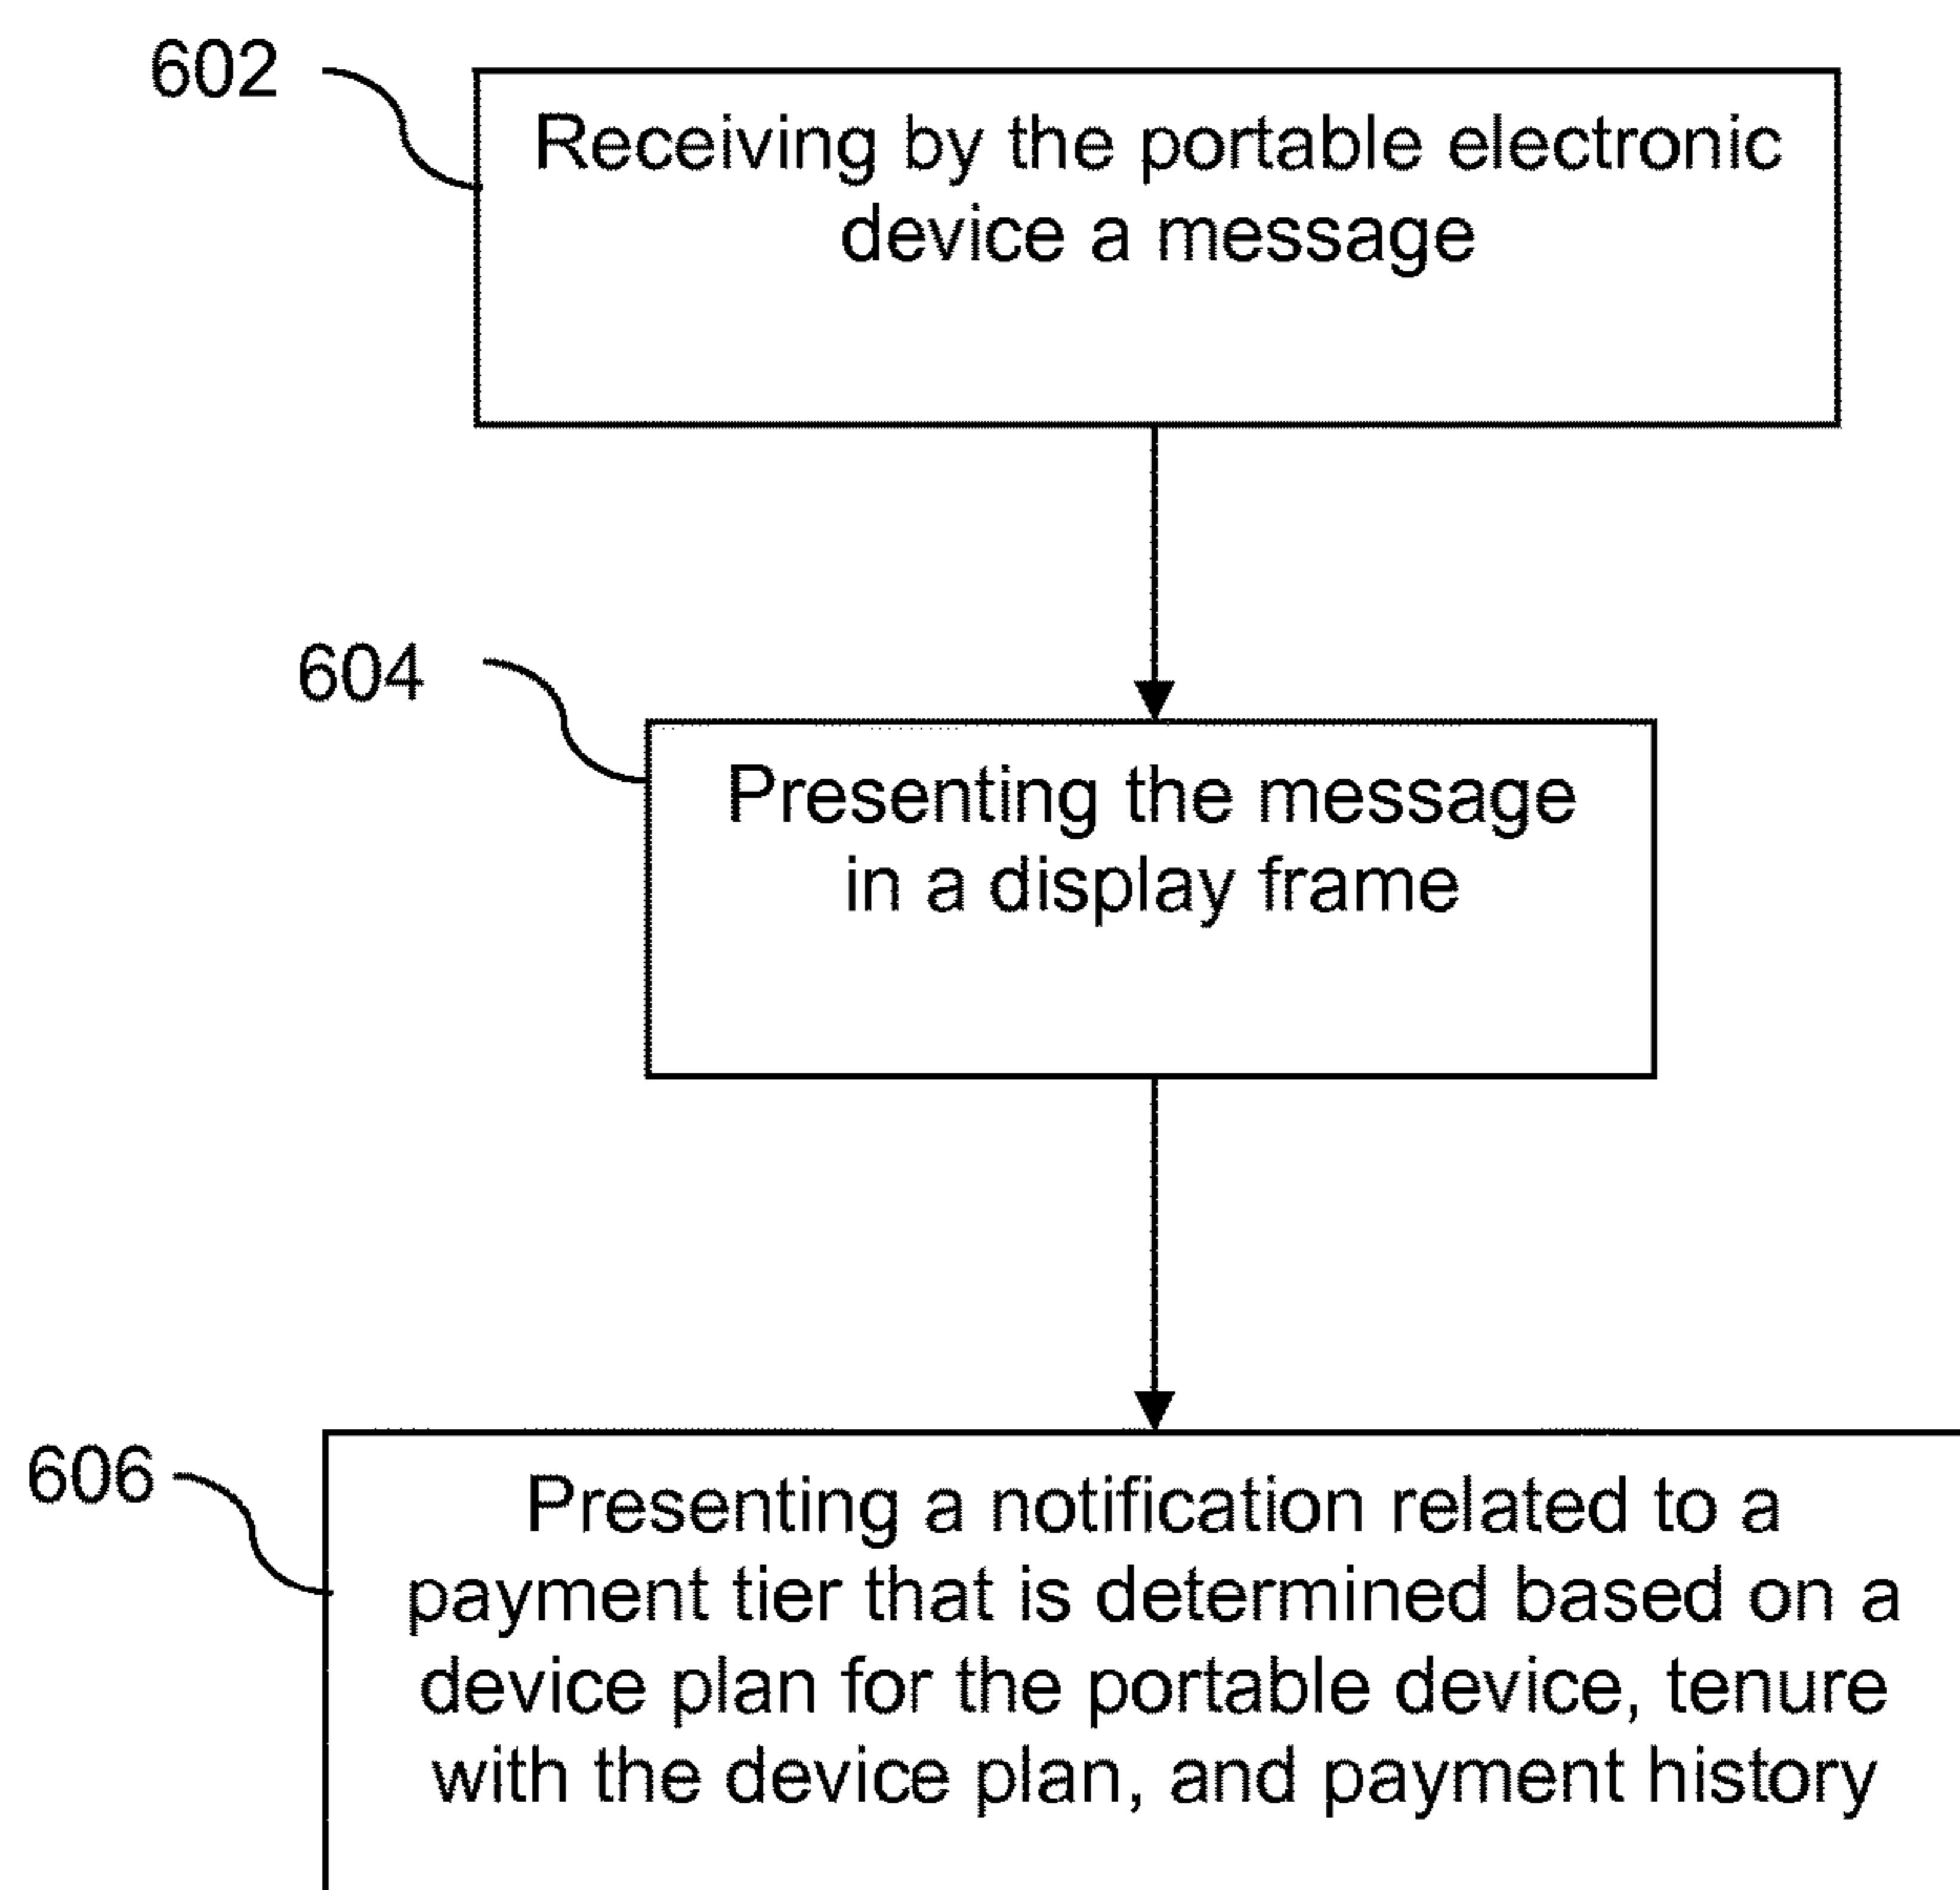 602
Receiving by the portable electronic
device a message
604
Presenting the message
in a display frame
606
Presenting a notification related to a
payment tier that is determined based on a
device plan for the portable device, tenure
with the device plan, and payment history